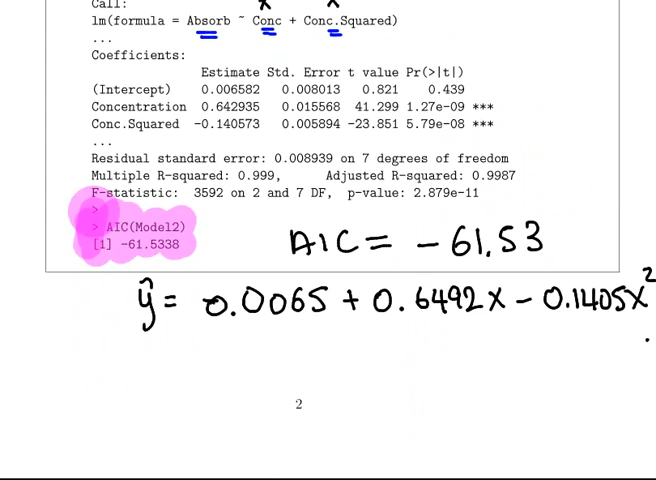 Call: x x
lm(formula = Absorb ~ Conc + Conc.Squared)
...
Coefficients:
Estimate Std. Error t value Pr(>|t|)
(Intercept) 0.006582 0.008013 0.821 0.439
Concentration 0.642935 0.015568 41.299 1.27e-09 ***
Conc.Squared -0.140573 0.005894 -23.851 5.79e-08 ***
...
Residual standard error: 0.008939 on 7 degrees of freedom
Multiple R-squared: 0.999, Adjusted R-squared: 0.9987
F-statistic: 3592 on 2 and 7 DF, p-value: 2.879e-11
>
> AIC(Model2)
[1] -61.5338
AIC = -61.53
ŷ = 0.0065 + 0.6492x - 0.1405x²
.
2